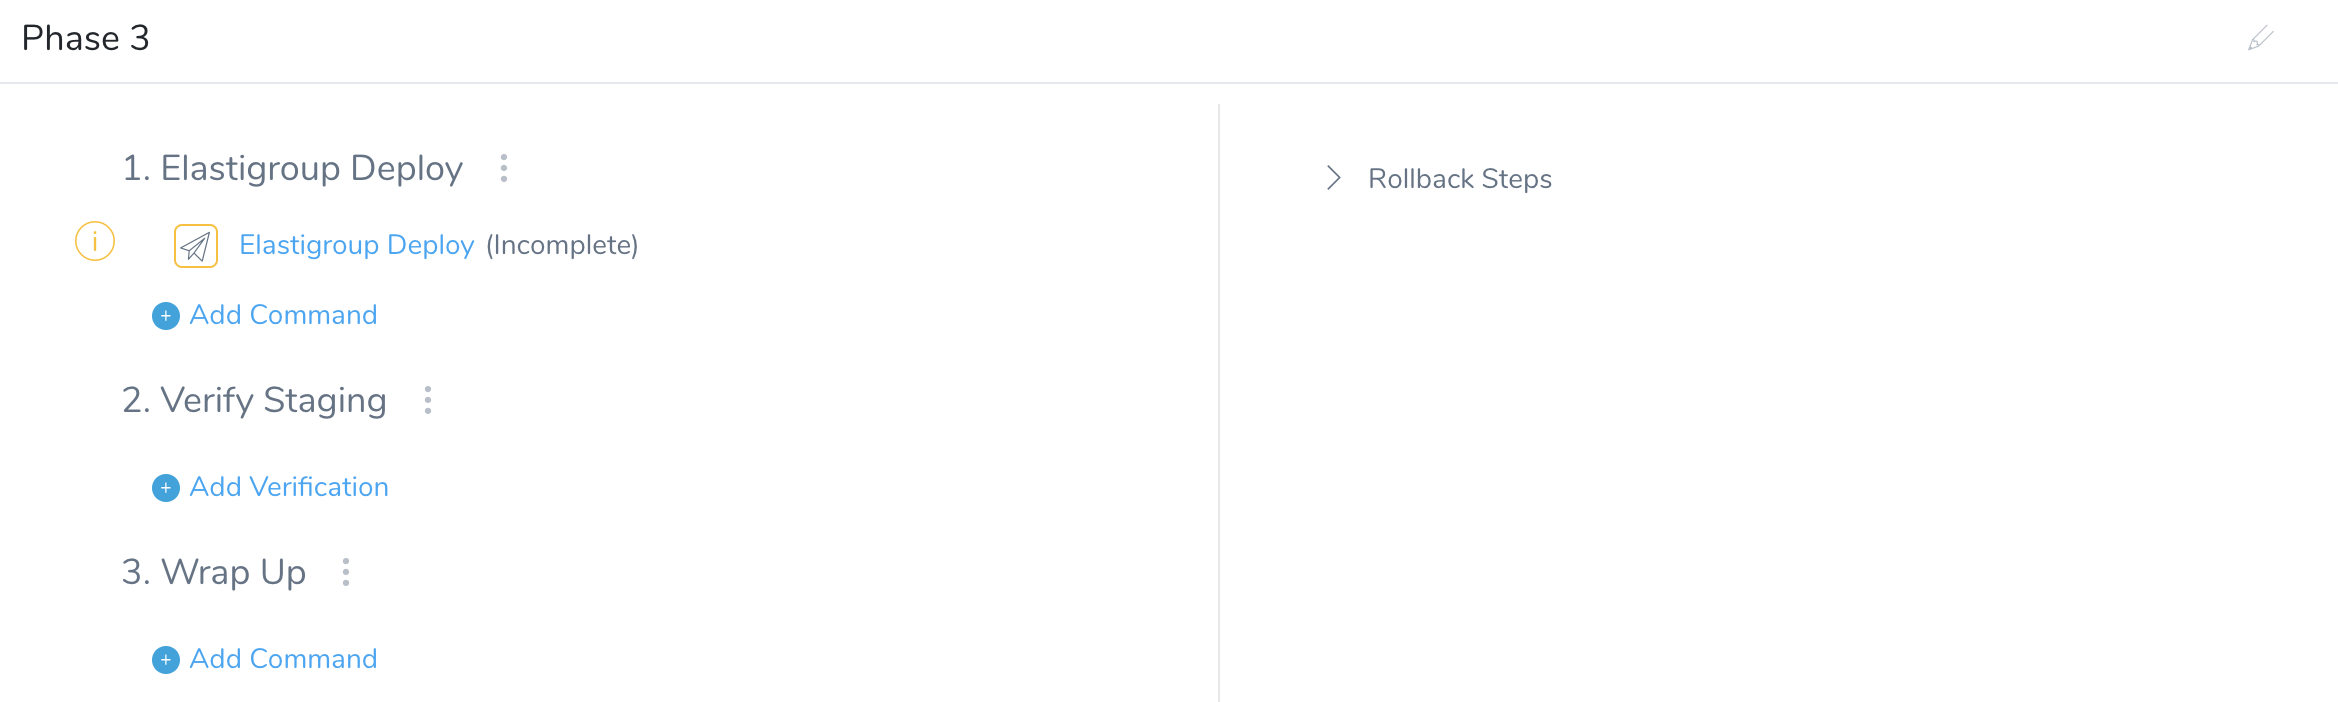 Phase 3
1. Elastigroup Deploy
Elastigroup Deploy (Incomplete)
Add Command
2. Verify Staging
Add Verification
3. Wrap Up
Add Command
Rollback Steps